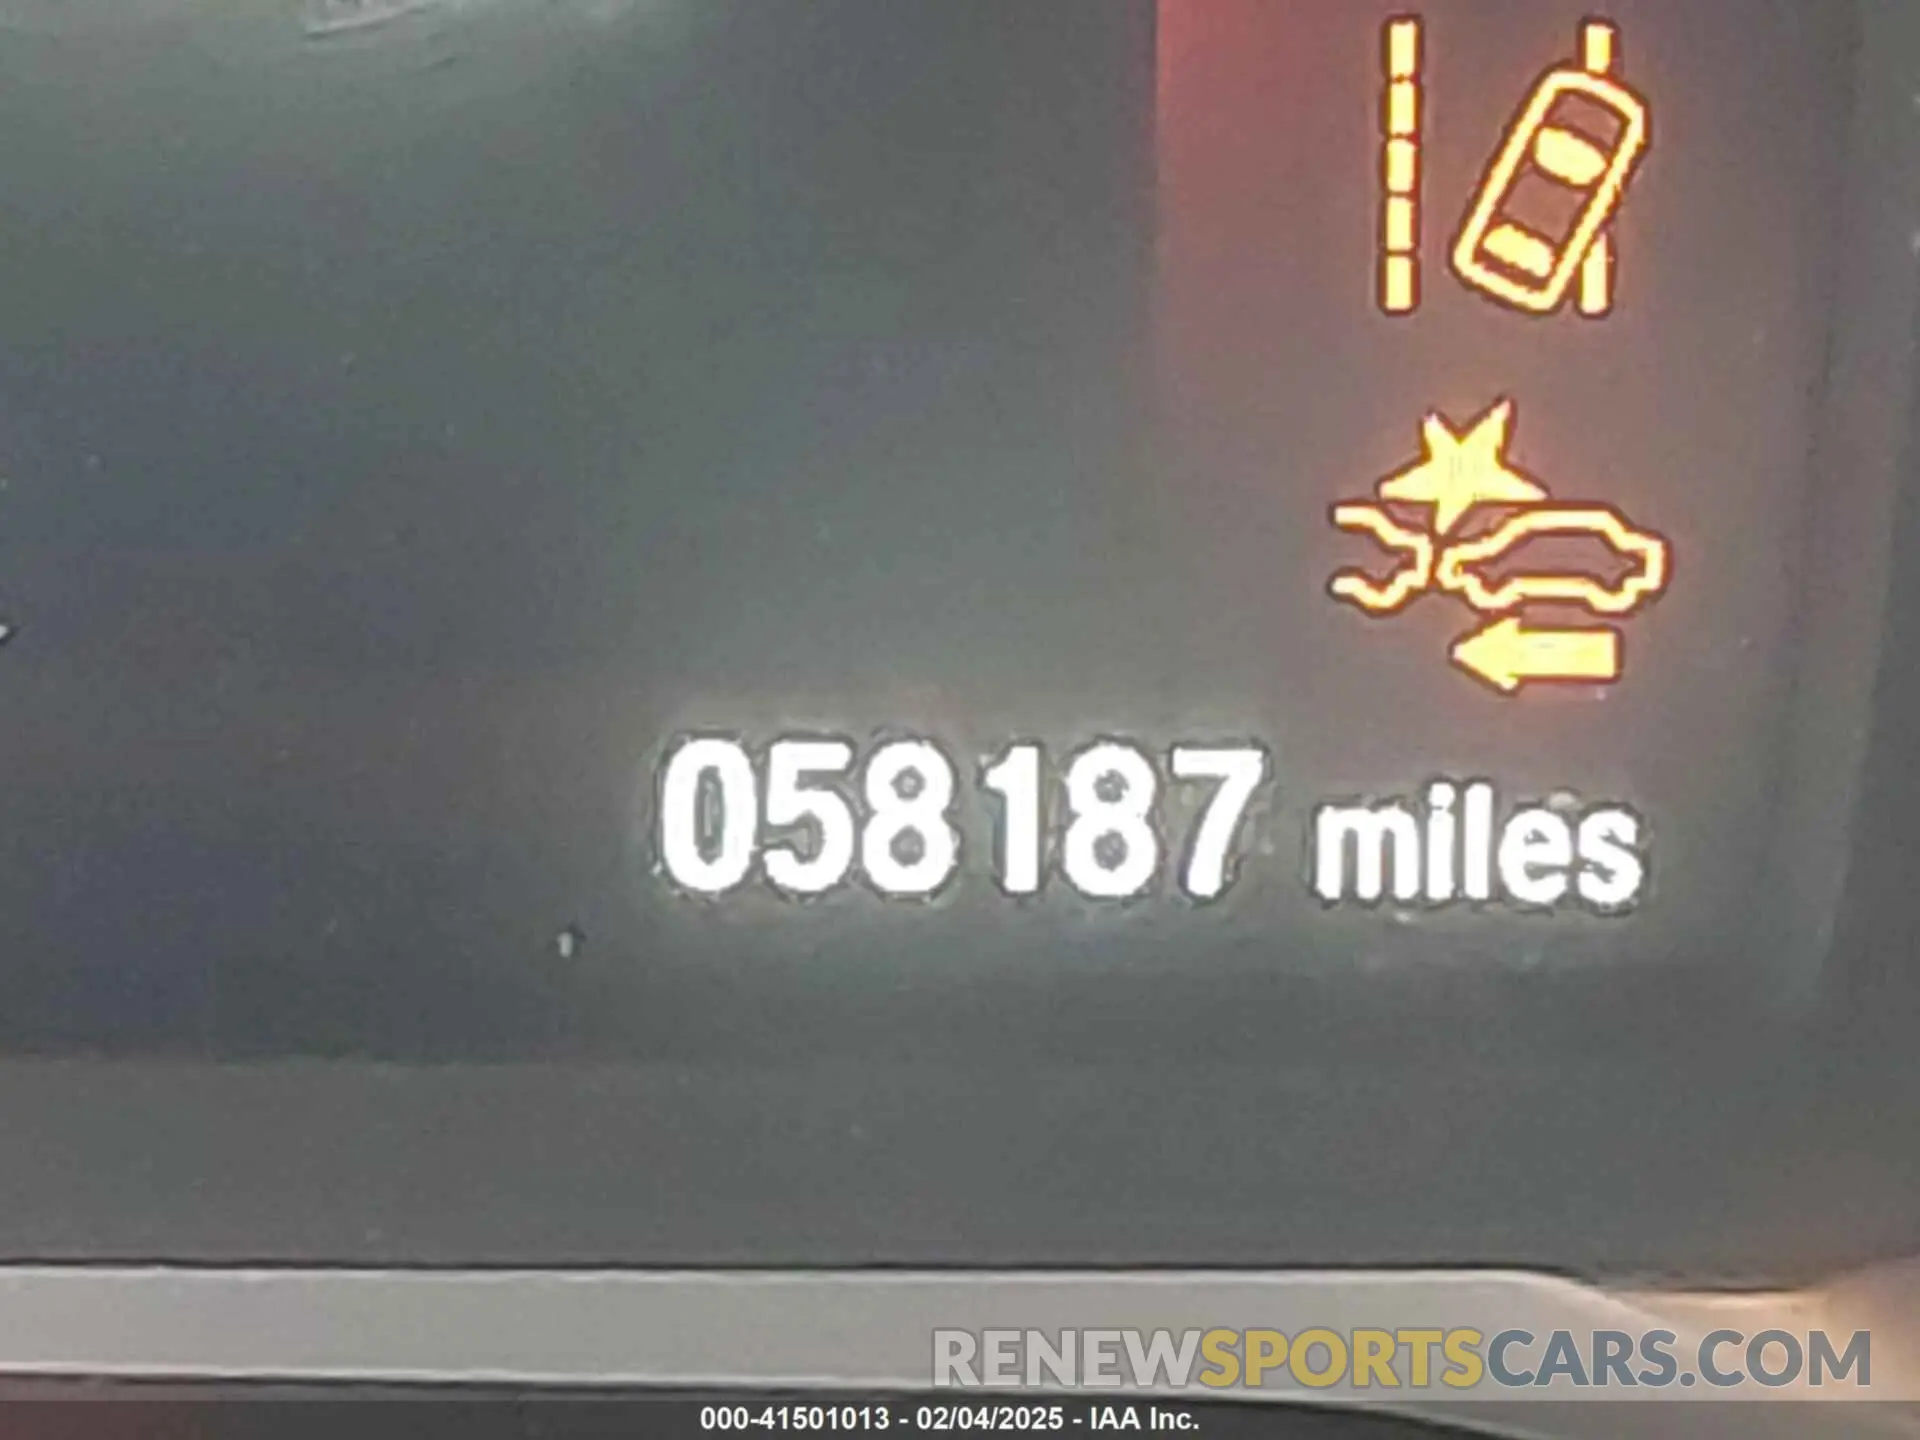 058187 miles
RENEWSPORTSCARS.COM
000-41501013 - 02/04/2025 - IAA Inc.